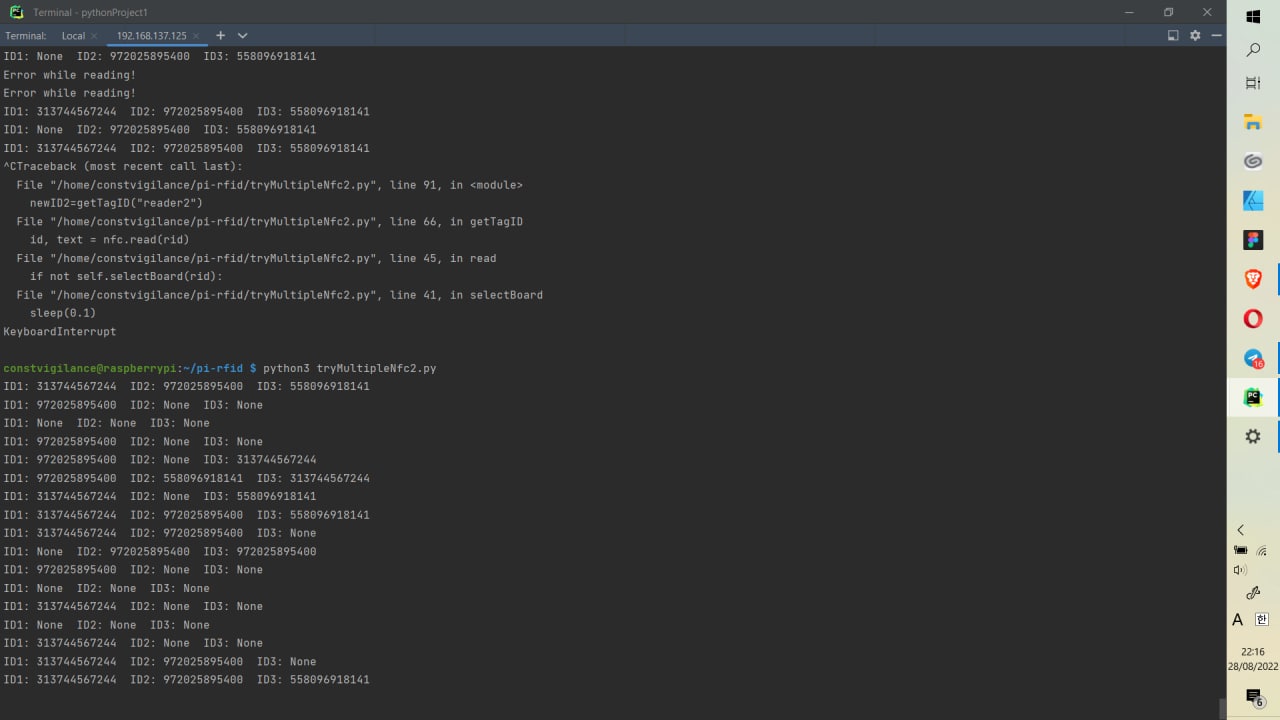 Terminal - pythonProject1
Terminal: Local 192.168.137.125
ID1: None  ID2: 972025895400  ID3: 558096918141
Error while reading!
Error while reading!
ID1: 313744567244  ID2: 972025895400  ID3: 558096918141
ID1: None  ID2: 972025895400  ID3: 558096918141
ID1: 313744567244  ID2: 972025895400  ID3: 558096918141
^CTraceback (most recent call last):
  File "/home/constvigilance/pi-rfid/tryMultipleNfc2.py", line 91, in <module>
    newID2=getTagID("reader2")
  File "/home/constvigilance/pi-rfid/tryMultipleNfc2.py", line 66, in getTagID
    id, text = nfc.read(rid)
  File "/home/constvigilance/pi-rfid/tryMultipleNfc2.py", line 45, in read
    if not self.selectBoard(rid):
  File "/home/constvigilance/pi-rfid/tryMultipleNfc2.py", line 41, in selectBoard
    sleep(0.1)
KeyboardInterrupt
constvigilance@raspberrypi:~/pi-rfid $ python3 tryMultipleNfc2.py
ID1: 313744567244  ID2: 972025895400  ID3: 558096918141
ID1: 972025895400  ID2: None  ID3: None
ID1: None  ID2: None  ID3: None
ID1: 972025895400  ID2: None  ID3: None
ID1: 972025895400  ID2: None  ID3: 313744567244
ID1: 972025895400  ID2: 558096918141  ID3: 313744567244
ID1: 313744567244  ID2: None  ID3: 558096918141
ID1: 313744567244  ID2: 972025895400  ID3: 558096918141
ID1: 313744567244  ID2: 972025895400  ID3: None
ID1: None  ID2: 972025895400  ID3: 972025895400
ID1: 972025895400  ID2: None  ID3: None
ID1: None  ID2: None  ID3: None
ID1: 313744567244  ID2: None  ID3: None
ID1: None  ID2: None  ID3: None
ID1: 313744567244  ID2: None  ID3: None
ID1: 313744567244  ID2: 972025895400  ID3: None
ID1: 313744567244  ID2: 972025895400  ID3: 558096918141
16
PC
A 한
22:16
28/08/2022
6